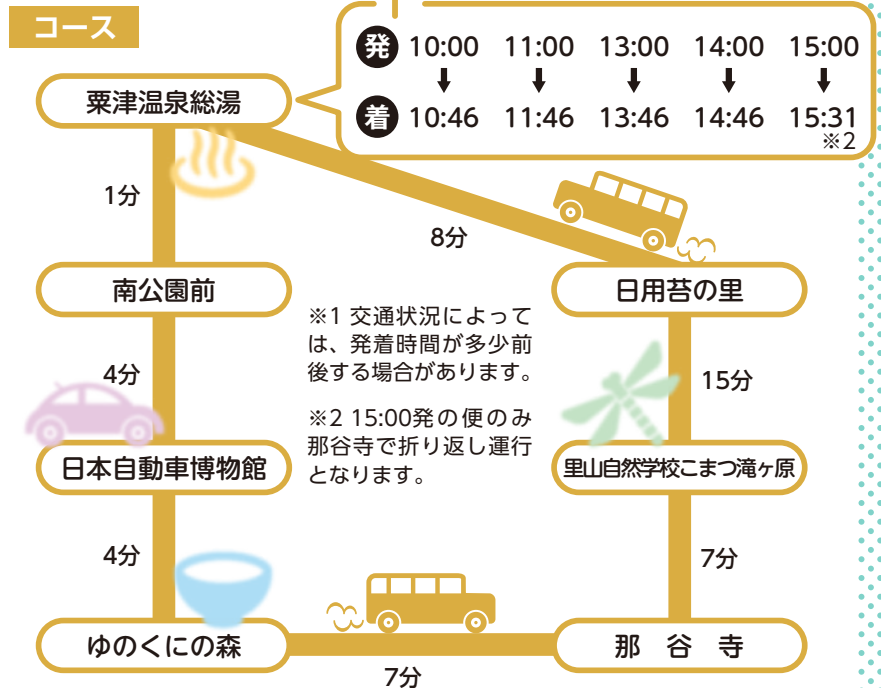 コース
発 10:00 11:00 13:00 14:00 15:00
着 10:46 11:46 13:46 14:46 15:31
※2
粟津温泉総湯
1分
8分
南公園前
日用苔の里
※1 交通状況によって
は、発着時間が多少前
後する場合があります。
4分
15分
※2 15:00発の便のみ
那谷寺で折り返し運行
となります。
日本自動車博物館
里山自然学校こまつ滝ヶ原
4分
7分
ゆのくにの森
那谷寺
7分